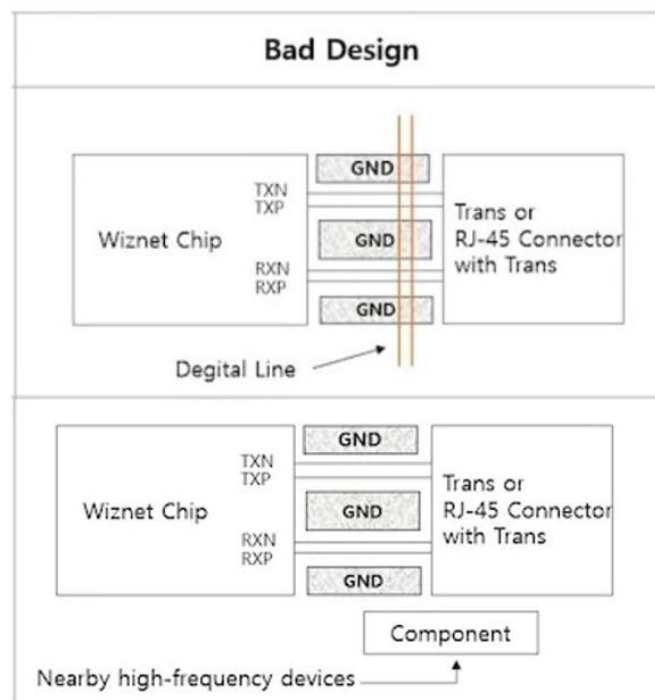 Bad Design
GND
TXN
TXP
Wiznet Chip
GND
Trans or
RJ-45 Connector
with Trans
RXN
RXP
GND
Degital Line
GND
TXN
TXP
Wiznet Chip
GND
Trans or
RJ-45 Connector
with Trans
RXN
RXP
GND
Component
Nearby high-frequency devices